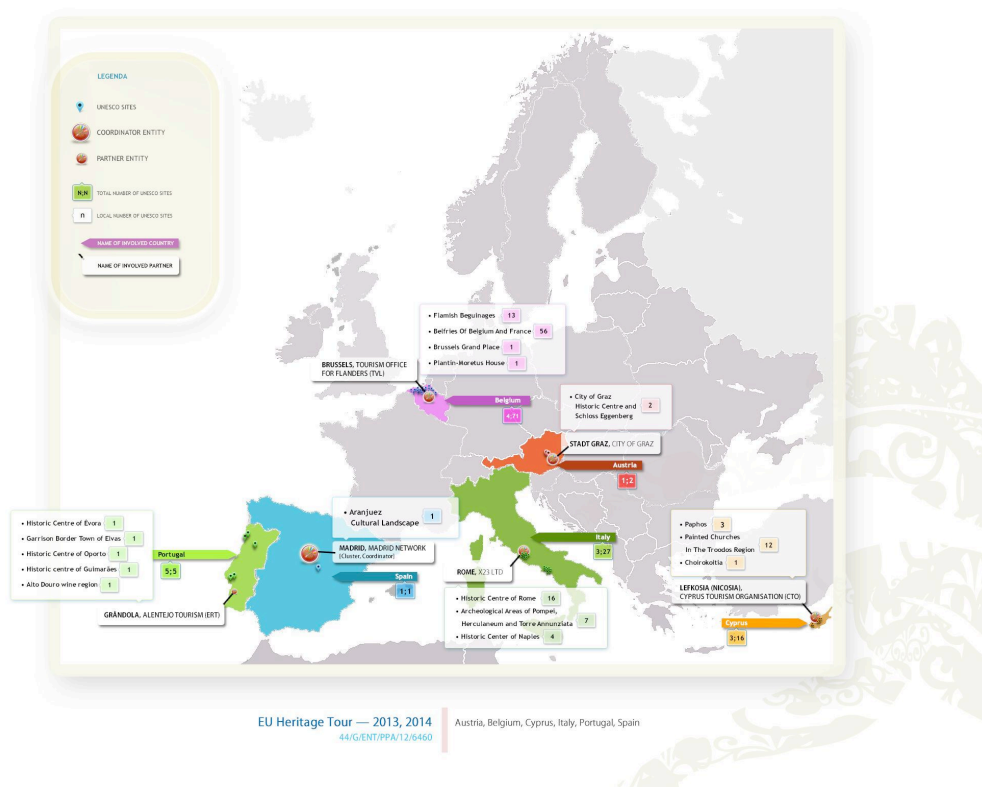 LEGENDA
UNESCO SITES
COORDINATOR ENTITY
PARTNER ENTITY
N;N TOTAL NUMBER OF UNESCO SITES
n LOCAL NUMBER OF UNESCO SITES
NAME OF INVOLVED COUNTRY
NAME OF INVOLVED PARTNER
• Flamish Beguinages 13
• Belfries Of Belgium And France 56
• Brussels Grand Place 1
• Plantin-Moretus House 1
BRUSSELS, TOURISM OFFICE
FOR FLANDERS (TVL)
Belgium
4;71
• City of Graz
Historic Centre and
Schloss Eggenberg
2
STADT GRAZ, CITY OF GRAZ
Austria
1;2
• Aranjuez
Cultural Landscape
1
MADRID, MADRID NETWORK
(Cluster, Coordinator)
Spain
1;1
• Historic Centre of Évora 1
• Garrison Border Town of Elvas 1
• Historic Centre of Oporto 1
• Historic centre of Guimarães 1
• Alto Douro wine region 1
Portugal
5;5
GRÂNDOLA, ALENTEJO TOURISM (ERT)
Italy
3;27
ROME, X23 LTD
• Historic Centre of Rome 16
• Archeological Areas of Pompei,
Herculaneum and Torre Annunziata 7
• Historic Center of Naples 4
• Paphos 3
• Painted Churches
In The Troodos Region 12
• Choirokoitia 1
LEFKOSIA (NICOSIA),
CYPRUS TOURISM ORGANISATION (CTO)
Cyprus
3;16
EU Heritage Tour — 2013, 2014
44/G/ENT/PPA/12/6460
Austria, Belgium, Cyprus, Italy, Portugal, Spain